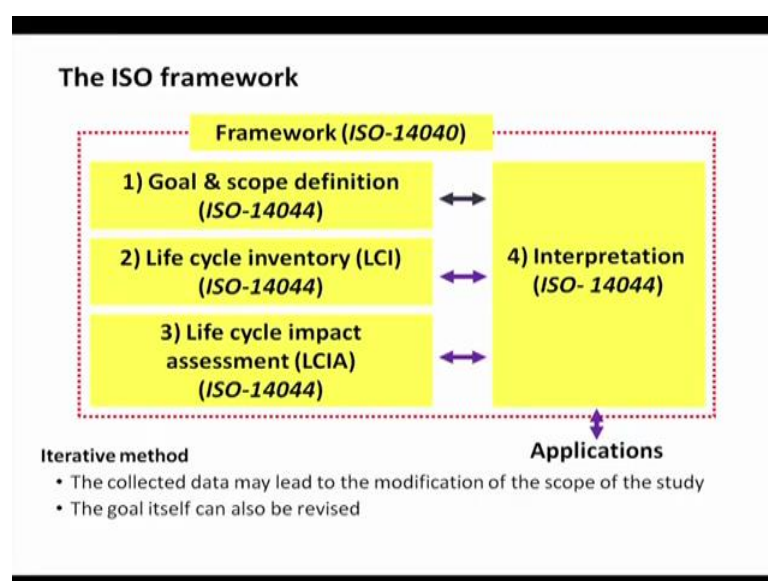 The ISO framework
Framework (ISO-14040)
1) Goal & scope definition
(ISO-14044)
2) Life cycle inventory (LCI)
(ISO-14044)
3) Life cycle impact
assessment (LCIA)
(ISO-14044)
4) Interpretation
(ISO- 14044)
Applications
Iterative method
• The collected data may lead to the modification of the scope of the study
• The goal itself can also be revised